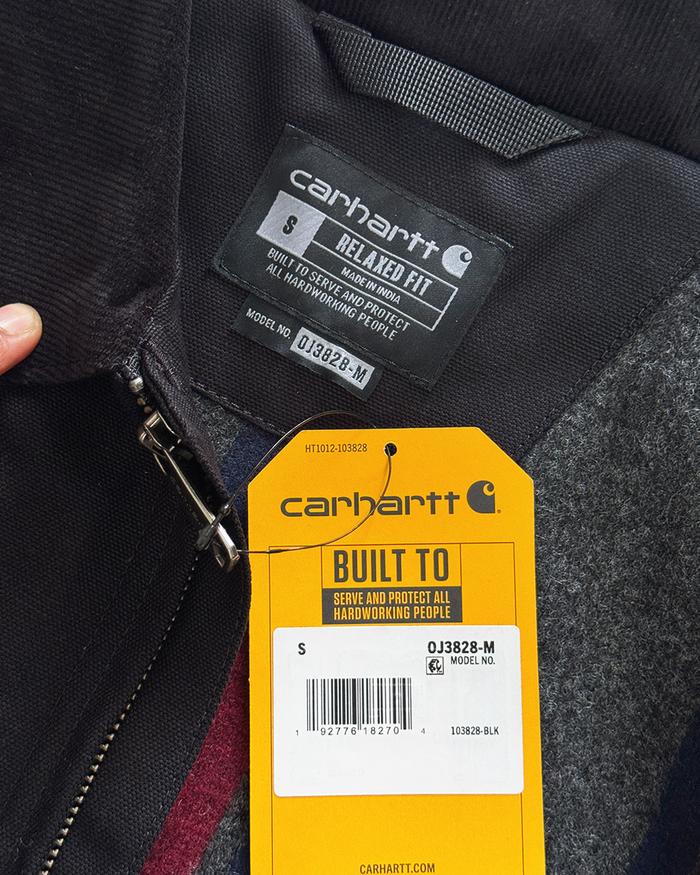 carhartt
S
RELAXED FIT
MADE IN INDIA
BUILT TO SERVE AND PROTECT
ALL HARDWORKING PEOPLE
MODEL NO. OJ3828-M
HT1012-103828
carhartt
BUILT TO
SERVE AND PROTECT ALL
HARDWORKING PEOPLE
S OJ3828-M
MODEL NO.
1 92776 18270 4 103828-BLK
CARHARTT.COM